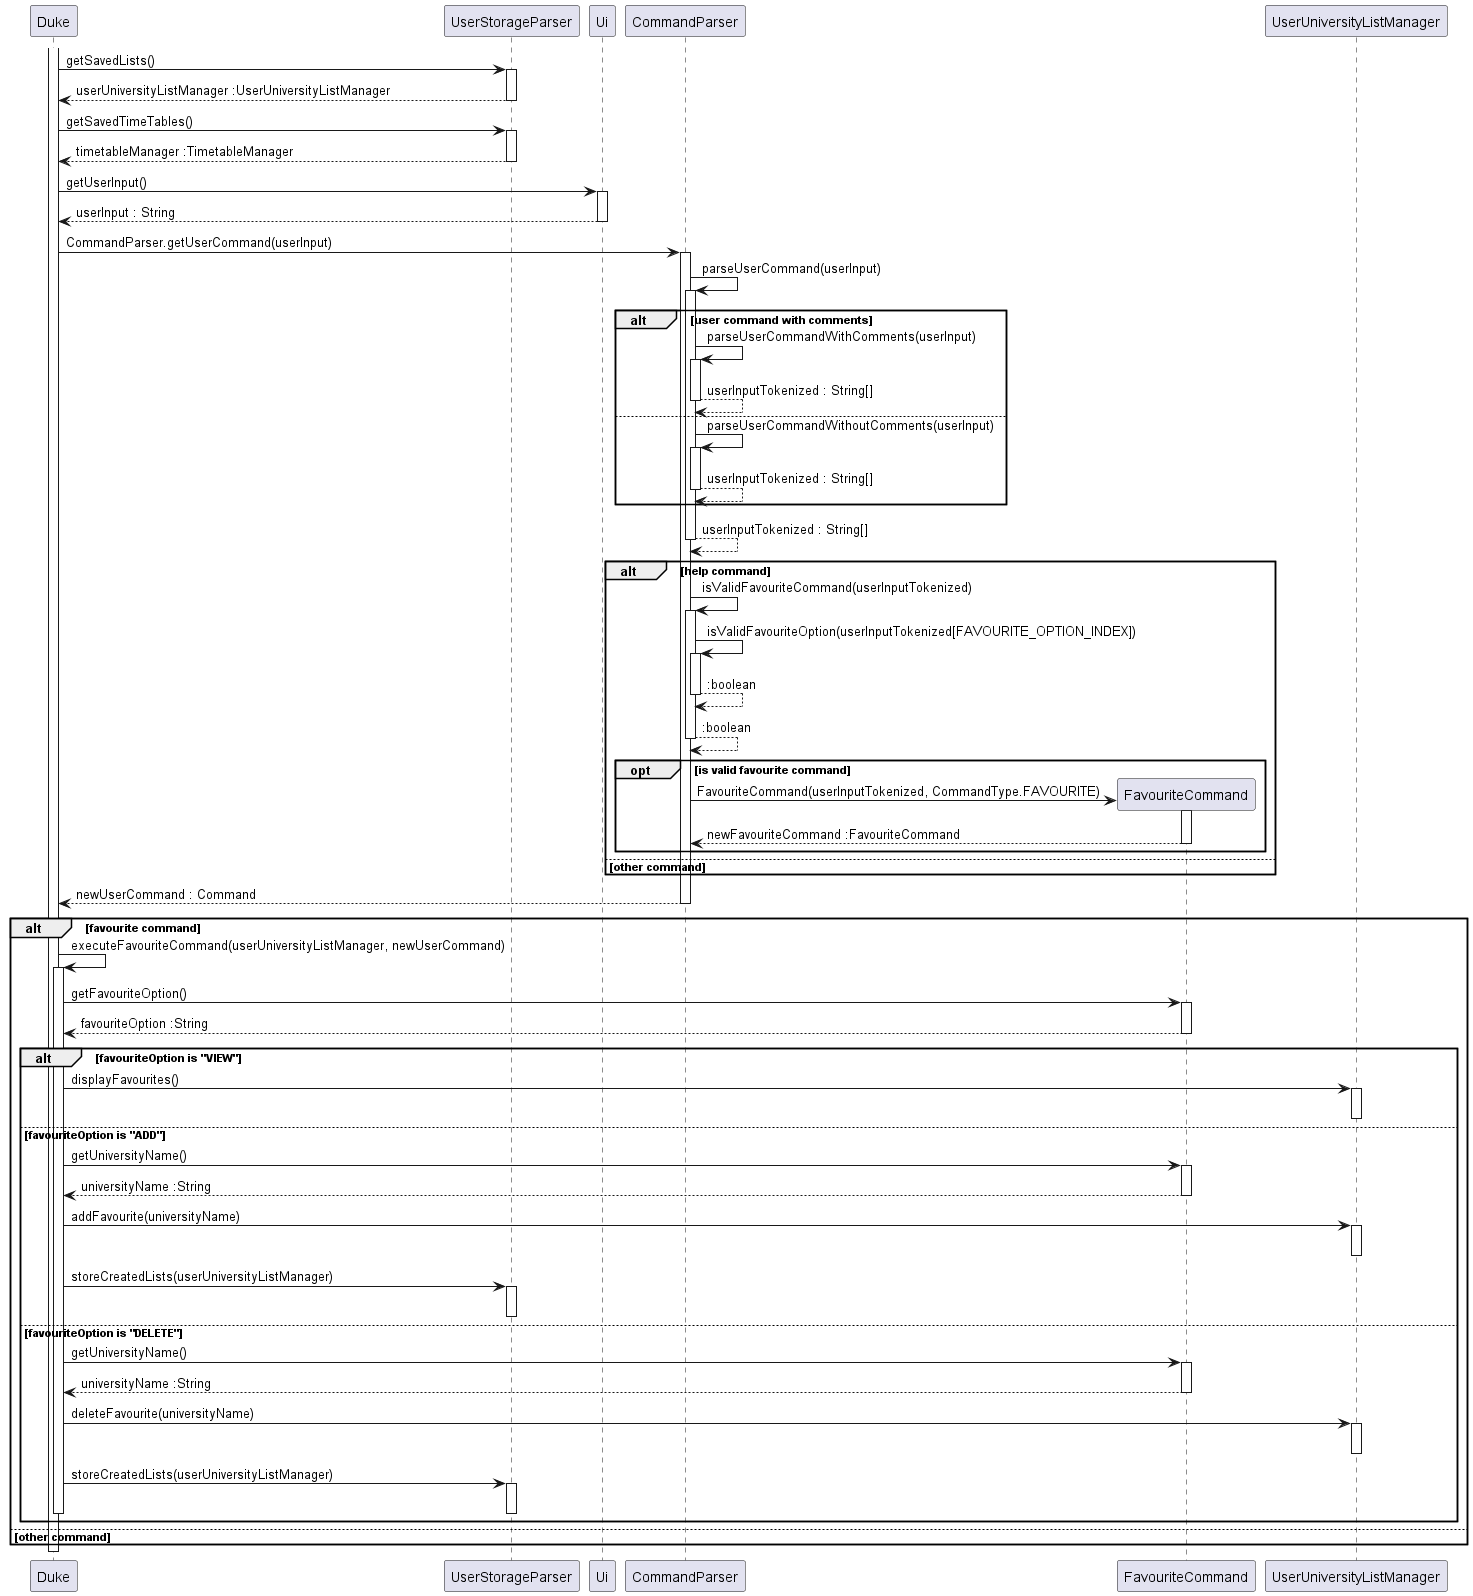 Duke
UserStorageParser
Ui
CommandParser
UserUniversityListManager
getSavedLists()
userUniversityListManager :UserUniversityListManager
getSavedTimeTables()
timetableManager :TimetableManager
getUserInput()
userInput : String
CommandParser.getUserCommand(userInput)
parseUserCommand(userInput)
alt [user command with comments]
parseUserCommandWithComments(userInput)
userInputTokenized : String[]
parseUserCommandWithoutComments(userInput)
userInputTokenized : String[]
userInputTokenized : String[]
alt [help command]
isValidFavouriteCommand(userInputTokenized)
isValidFavouriteOption(userInputTokenized[FAVOURITE_OPTION_INDEX])
:boolean
:boolean
opt [is valid favourite command]
FavouriteCommand(userInputTokenized, CommandType.FAVOURITE)
FavouriteCommand
newFavouriteCommand :FavouriteCommand
[other command]
newUserCommand : Command
alt [favourite command]
executeFavouriteCommand(userUniversityListManager, newUserCommand)
getFavouriteOption()
favouriteOption :String
alt [favouriteOption is "VIEW"]
displayFavourites()
[favouriteOption is "ADD"]
getUniversityName()
universityName :String
addFavourite(universityName)
storeCreatedLists(userUniversityListManager)
[favouriteOption is "DELETE"]
getUniversityName()
universityName :String
deleteFavourite(universityName)
storeCreatedLists(userUniversityListManager)
[other command]
Duke
UserStorageParser
Ui
CommandParser
FavouriteCommand
UserUniversityListManager